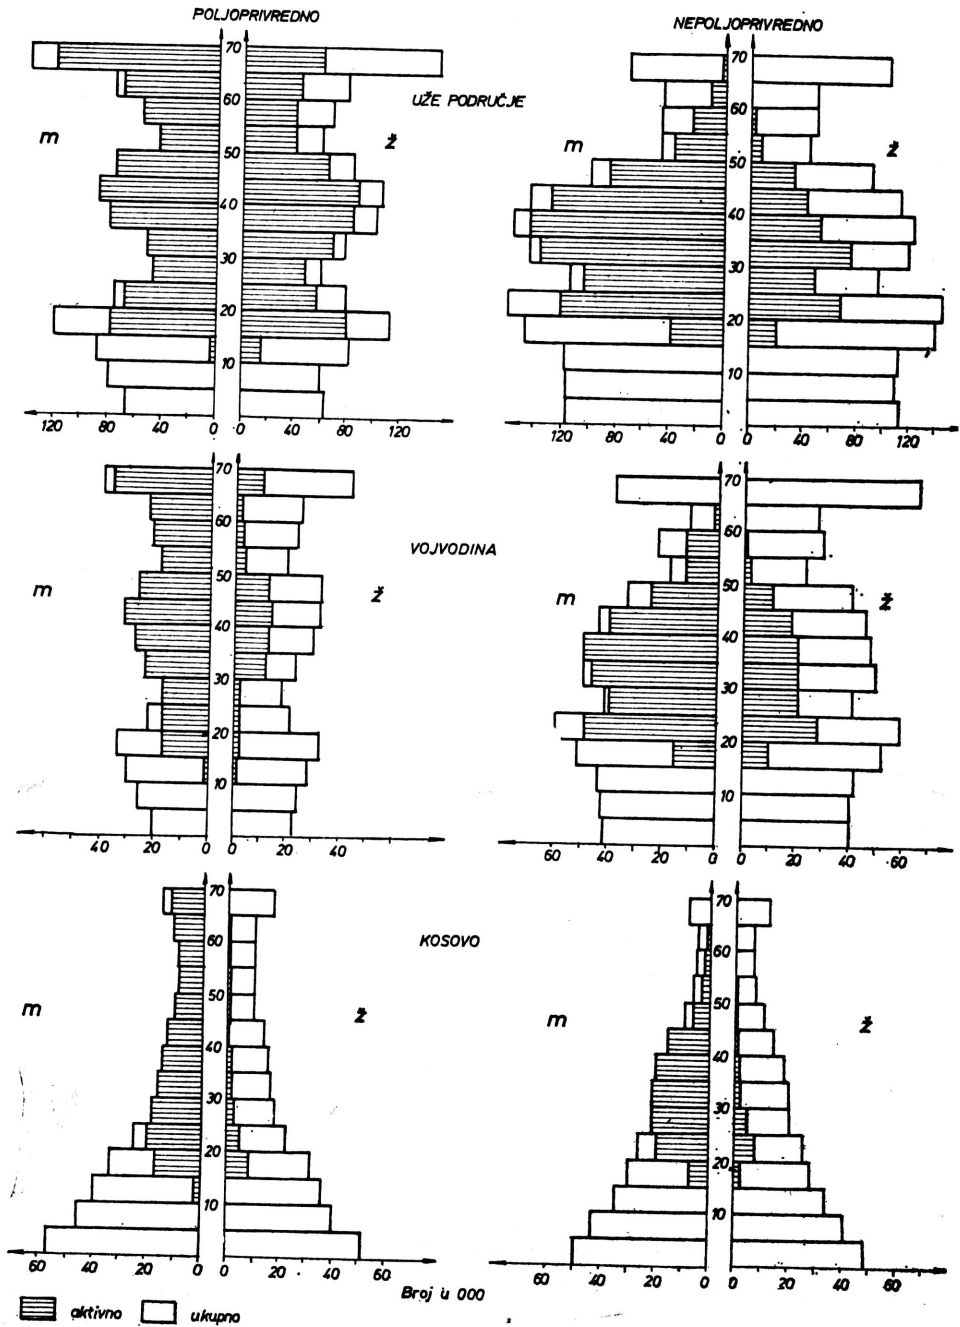 POLJOPRIVREDNO
NEPOLJOPRIVREDNO
UŽE PODRUČJE
m
ž
70
60
50
40
30
20
10
120 80 40 0 0 40 80 120
m
ž
70
60
50
40
30
20
10
120 80 40 0 0 40 80 120
VOJVODINA
m
ž
70
60
50
40
30
20
10
40 20 0 0 20 40
m
ž
70
60
50
40
30
20
10
60 40 20 0 0 20 40 60
KOSOVO
m
ž
70
60
50
40
30
20
10
60 40 20 0 0 20 40 60
m
ž
70
60
50
40
30
20
10
60 40 20 0 0 20 40 60
Broj u 000
aktivno ukupno